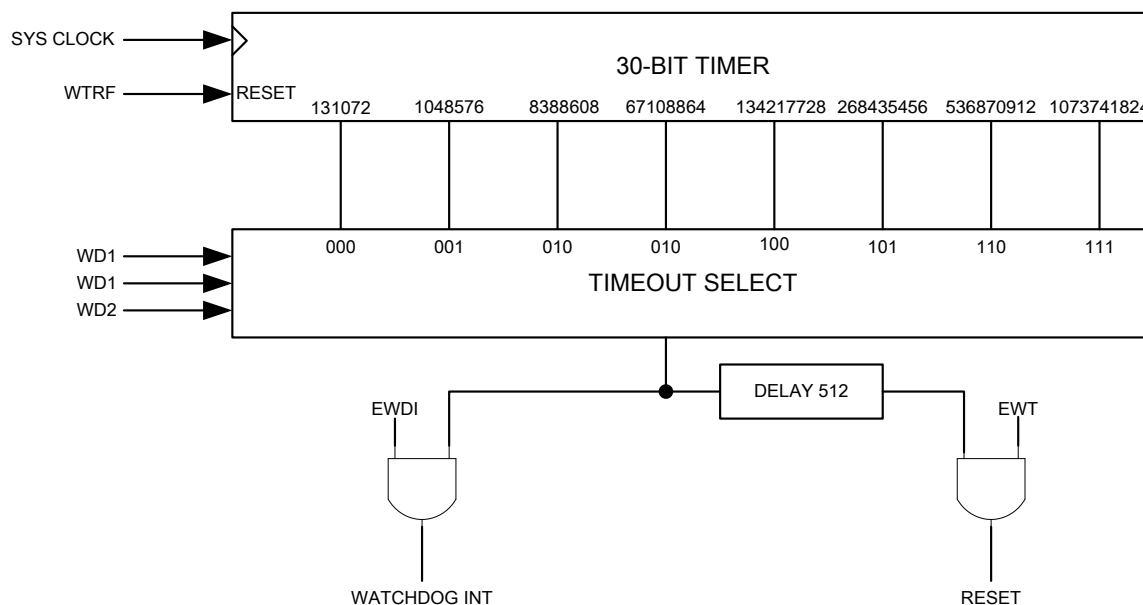 SYS CLOCK
30-BIT TIMER
WTRF
RESET
131072 1048576 8388608 67108864 134217728 268435456 536870912 1073741824
000 001 010 010 100 101 110 111
WD1
WD1
TIMEOUT SELECT
WD2
DELAY 512
EWDI
EWT
WATCHDOG INT
RESET